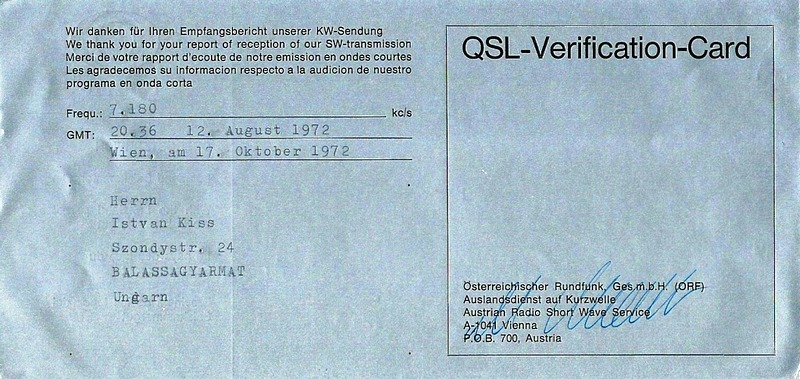 Wir danken für Ihren Empfangsbericht unserer KW-Sendung
We thank you for your report of reception of our SW-transmission
Merci de votre rapport d'ecoute de notre emission en ondes courtes
Les agradecemos su informacion respecto a la audicion de nuestro
programa en onda corta
Frequ.: 7.180 kc/s
GMT: 20.36 12. August 1972
Wien, am 17. Oktober 1972
Herrn
Istvan Kiss
Szondystr. 24
BALASSAGYARMAT
Ungarn
QSL-Verification-Card
Österreichischer Rundfunk, Ges.m.b.H. (ORF)
Auslandsdienst auf Kurzwelle
Austrian Radio Short Wave Service
A-1041 Vienna
P.O.B. 700, Austria